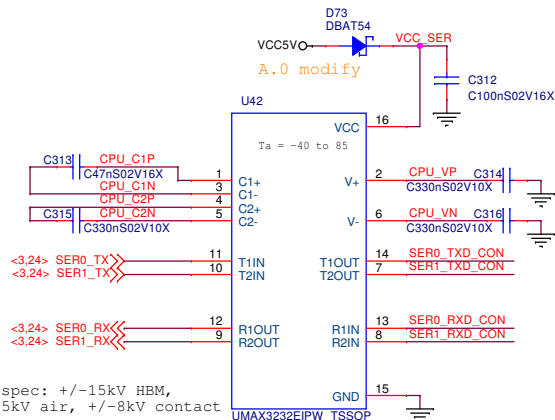 D73
DBAT54
VCC5V
VCC_SER
A.0 modify
C312
C100nS02V16X
U42
16
VCC
Ta = -40 to 85
C313
CPU_C1P
C47nS02V16X
1
C1+
CPU_C1N
3
C1-
CPU_C2P
4
C2+
C315
CPU_C2N
5
C2-
C330nS02V10X
V+
2
CPU_VP
C314
C330nS02V10X
V-
6
CPU_VN
C316
C330nS02V10X
<3,24> SER0_TX
11
T1IN
T1OUT
14
SER0_TXD_CON
<3,24> SER1_TX
10
T2IN
T2OUT
7
SER1_TXD_CON
<3,24> SER0_RX
12
R1OUT
R1IN
13
SER0_RXD_CON
<3,24> SER1_RX
9
R2OUT
R2IN
8
SER1_RXD_CON
GND
15
spec: +/-15kV HBM,
5kV air, +/-8kV contact
UMAX3232EIPW_TSSOP